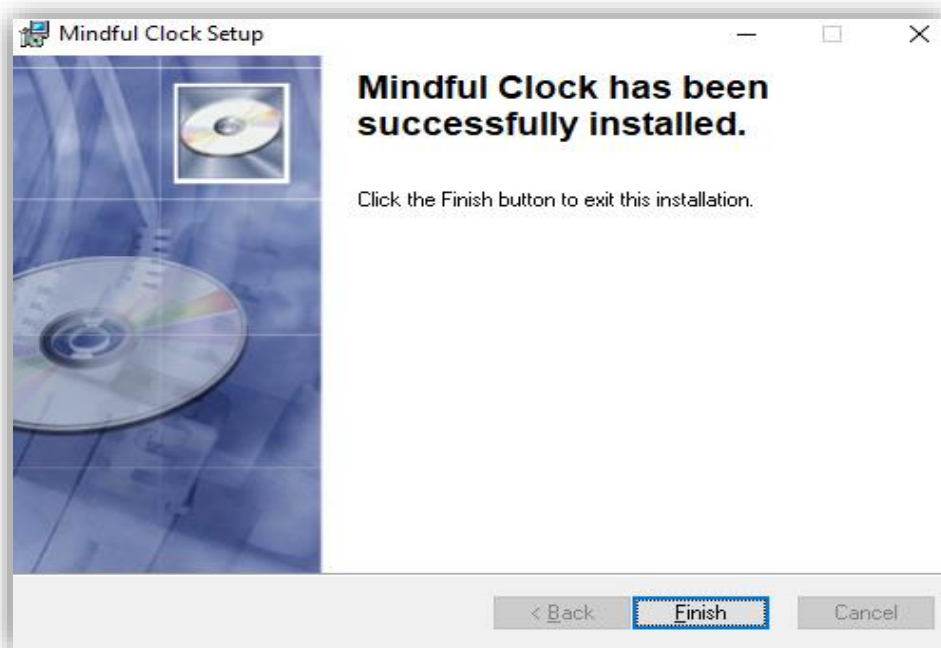 Mindful Clock Setup
Mindful Clock has been
successfully installed.
Click the Finish button to exit this installation.
< Back
Finish
Cancel